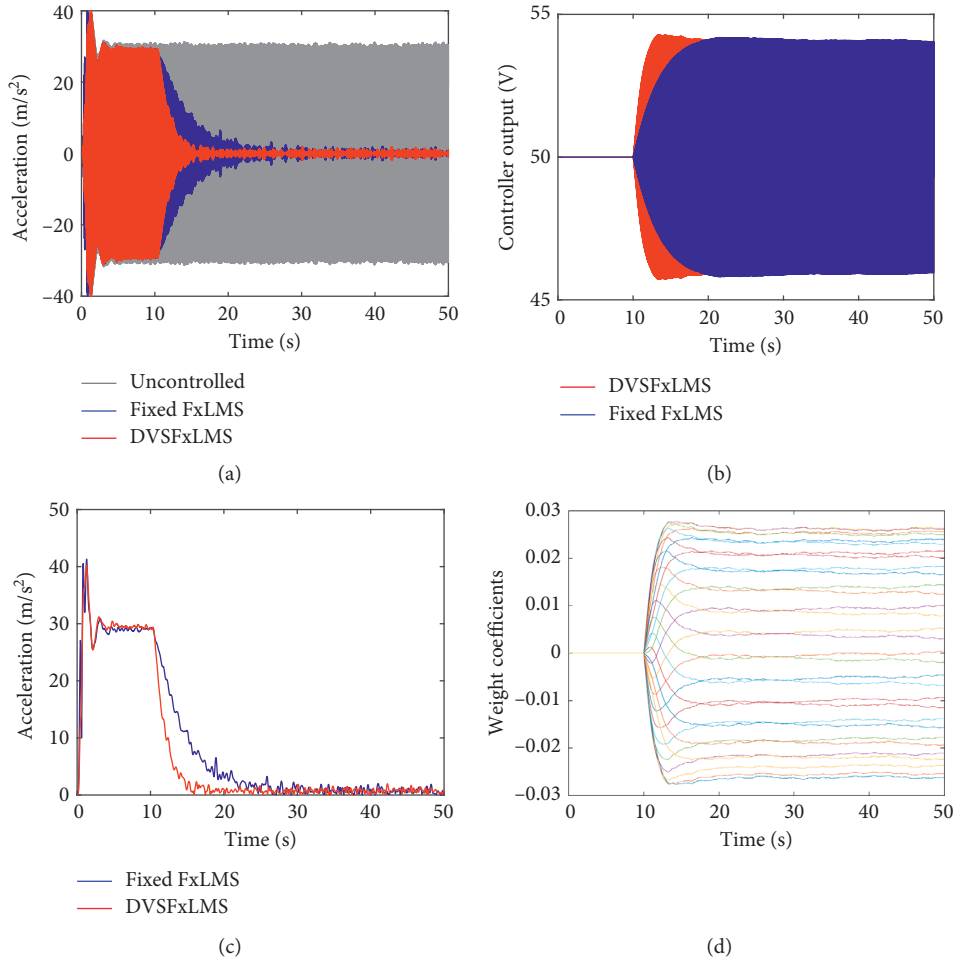 40
20
0
−20
−40
Acceleration (m/s²)
0 10 20 30 40 50
Time (s)
Uncontrolled
Fixed FxLMS
DVSFxLMS
(a)
55
50
45
Controller output (V)
0 10 20 30 40 50
Time (s)
DVSFxLMS
Fixed FxLMS
(b)
50
40
30
20
10
0
Acceleration (m/s²)
0 10 20 30 40 50
Time (s)
Fixed FxLMS
DVSFxLMS
(c)
0.03
0.02
0.01
0
−0.01
−0.02
−0.03
Weight coefficients
0 10 20 30 40 50
Time (s)
(d)